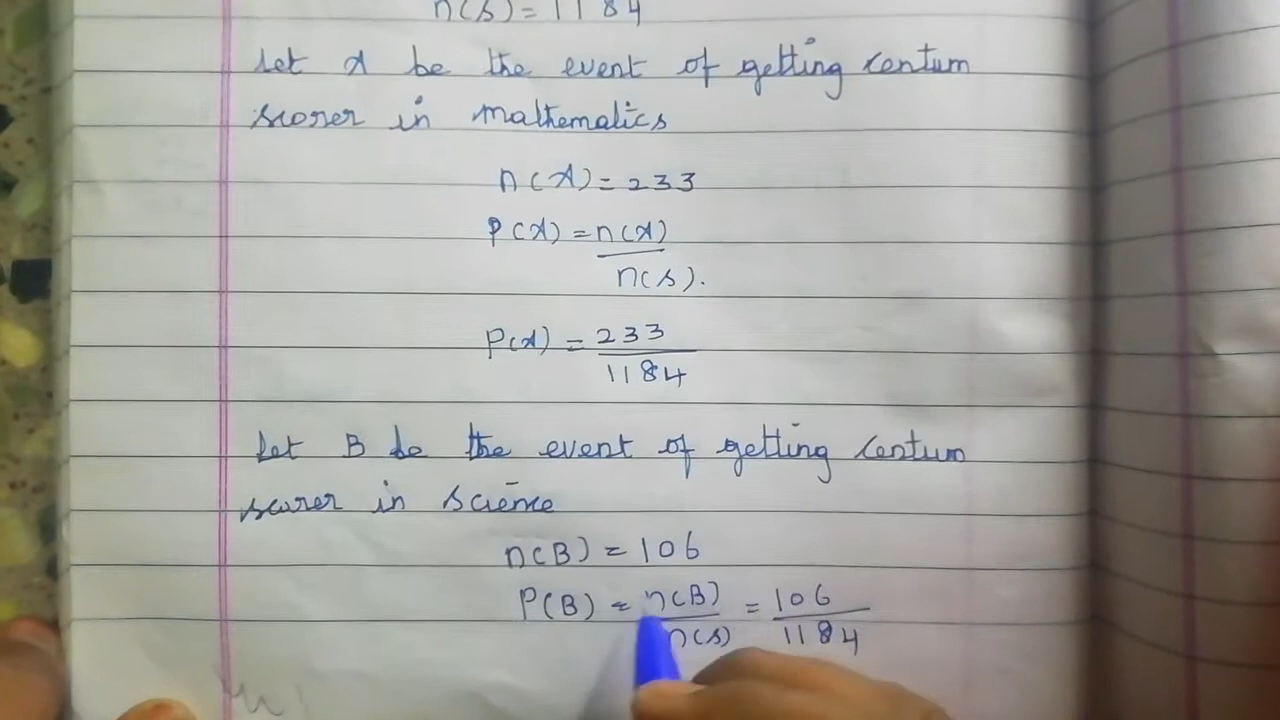 n(s) = 1184
Let A be the event of getting centum
scorer in mathematics
n(A) = 233
P(A) = n(A)
n(s).
P(A) = 233
1184
Let B be the event of getting centum
scorer in science
n(B) = 106
P(B) = n(B) = 106
n(s) 1184